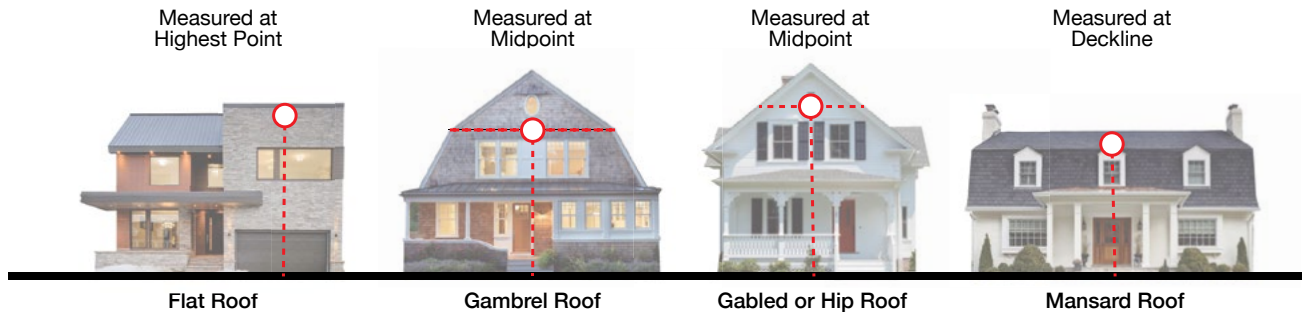 Measured at
Highest Point
Measured at
Midpoint
Measured at
Midpoint
Measured at
Deckline
Flat Roof
Gambrel Roof
Gabled or Hip Roof
Mansard Roof